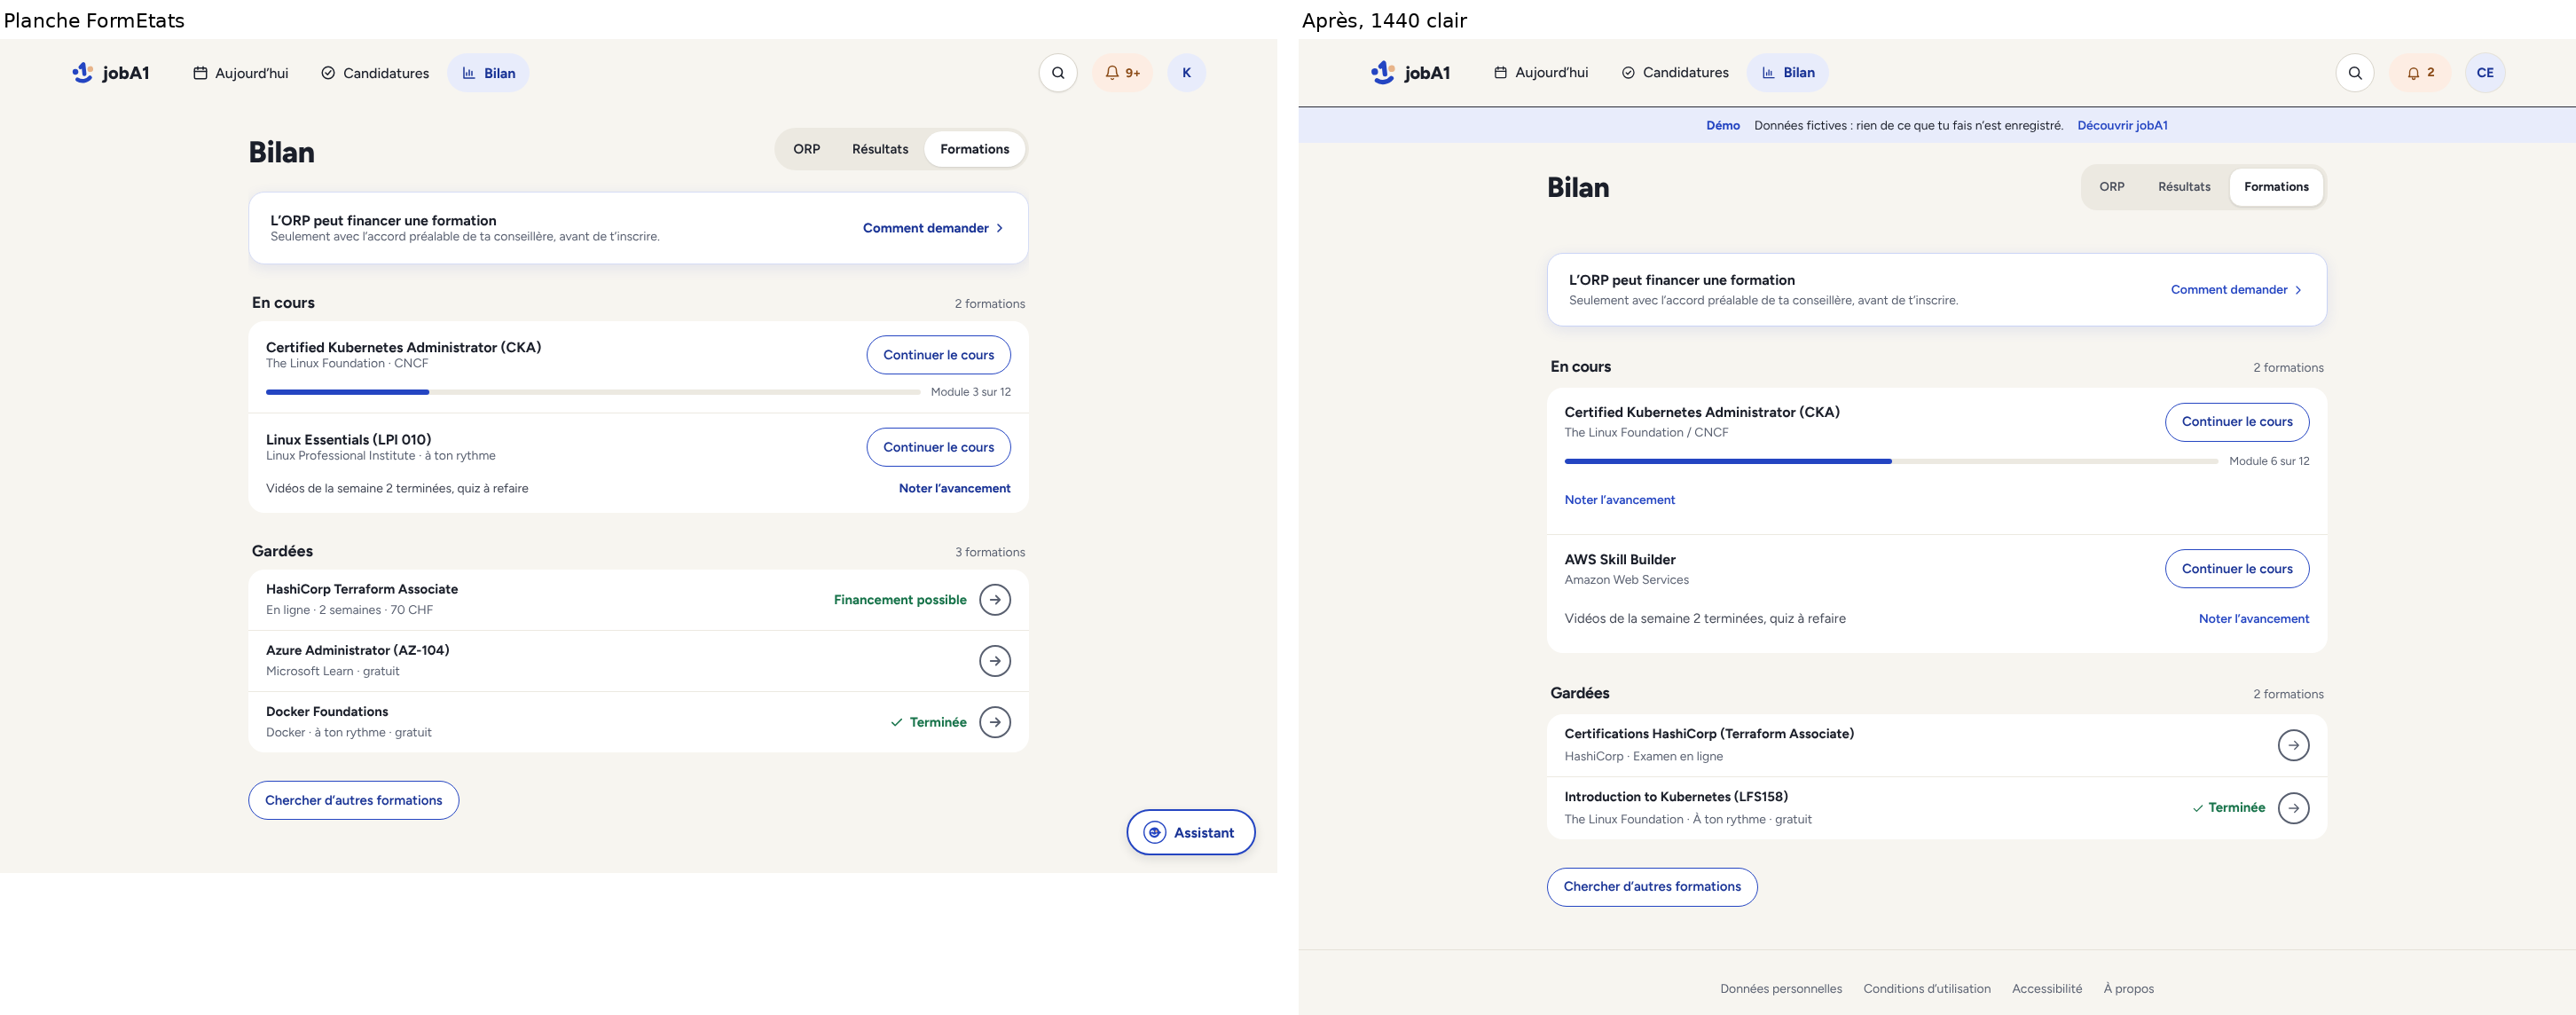 Planche FormEtats
jobA1 Aujourd’hui Candidatures Bilan 9+ K
Bilan
ORP Résultats Formations
L’ORP peut financer une formation
Seulement avec l’accord préalable de ta conseillère, avant de t’inscrire.
Comment demander
En cours 2 formations
Certified Kubernetes Administrator (CKA)
The Linux Foundation · CNCF
Continuer le cours
Module 3 sur 12
Linux Essentials (LPI 010)
Linux Professional Institute · à ton rythme
Continuer le cours
Vidéos de la semaine 2 terminées, quiz à refaire Noter l’avancement
Gardées 3 formations
HashiCorp Terraform Associate
En ligne · 2 semaines · 70 CHF
Financement possible
Azure Administrator (AZ-104)
Microsoft Learn · gratuit
Docker Foundations
Docker · à ton rythme · gratuit
Terminée
Chercher d’autres formations
Assistant
Après, 1440 clair
jobA1 Aujourd’hui Candidatures Bilan 2 CE
Démo Données fictives : rien de ce que tu fais n’est enregistré. Découvrir jobA1
Bilan
ORP Résultats Formations
L’ORP peut financer une formation
Seulement avec l’accord préalable de ta conseillère, avant de t’inscrire.
Comment demander
En cours 2 formations
Certified Kubernetes Administrator (CKA)
The Linux Foundation / CNCF
Continuer le cours
Module 6 sur 12
Noter l’avancement
AWS Skill Builder
Amazon Web Services
Continuer le cours
Vidéos de la semaine 2 terminées, quiz à refaire Noter l’avancement
Gardées 2 formations
Certifications HashiCorp (Terraform Associate)
HashiCorp · Examen en ligne
Introduction to Kubernetes (LFS158)
The Linux Foundation · À ton rythme · gratuit
Terminée
Chercher d’autres formations
Données personnelles Conditions d’utilisation Accessibilité À propos